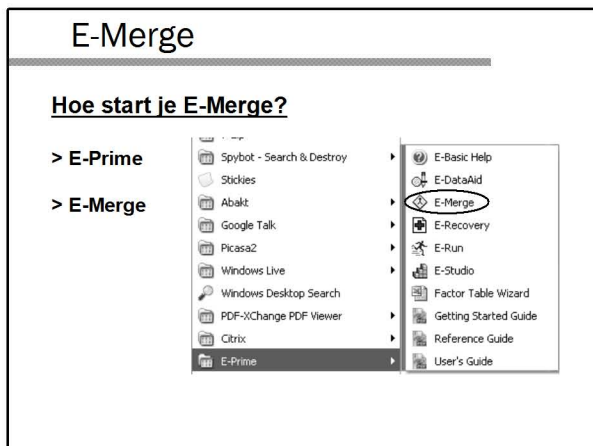 E-Merge
Hoe start je E-Merge?
> E-Prime
> E-Merge
Spybot - Search & Destroy
Stickies
Abakt
Google Talk
Picasa2
Windows Live
Windows Desktop Search
PDF-XChange PDF Viewer
Citrix
E-Prime
E-Basic Help
E-DataAid
E-Merge
E-Recovery
E-Run
E-Studio
Factor Table Wizard
Getting Started Guide
Reference Guide
User's Guide